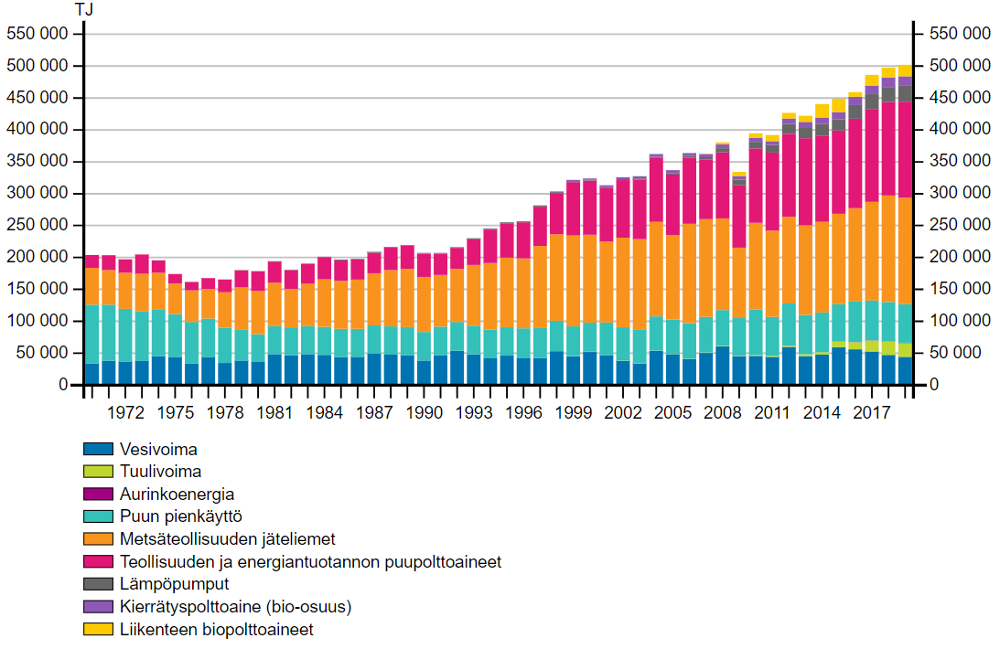 TJ
550 000 550 000
500 000 500 000
450 000 450 000
400 000 400 000
350 000 350 000
300 000 300 000
250 000 250 000
200 000 200 000
150 000 150 000
100 000 100 000
50 000 50 000
0 0
1972 1975 1978 1981 1984 1987 1990 1993 1996 1999 2002 2005 2008 2011 2014 2017
Vesivoima
Tuulivoima
Aurinkoenergia
Puun pienkäyttö
Metsäteollisuuden jäteliemet
Teollisuuden ja energiantuotannon puupolttoaineet
Lämpöpumput
Kierrätyspolttoaine (bio-osuus)
Liikenteen biopolttoaineet